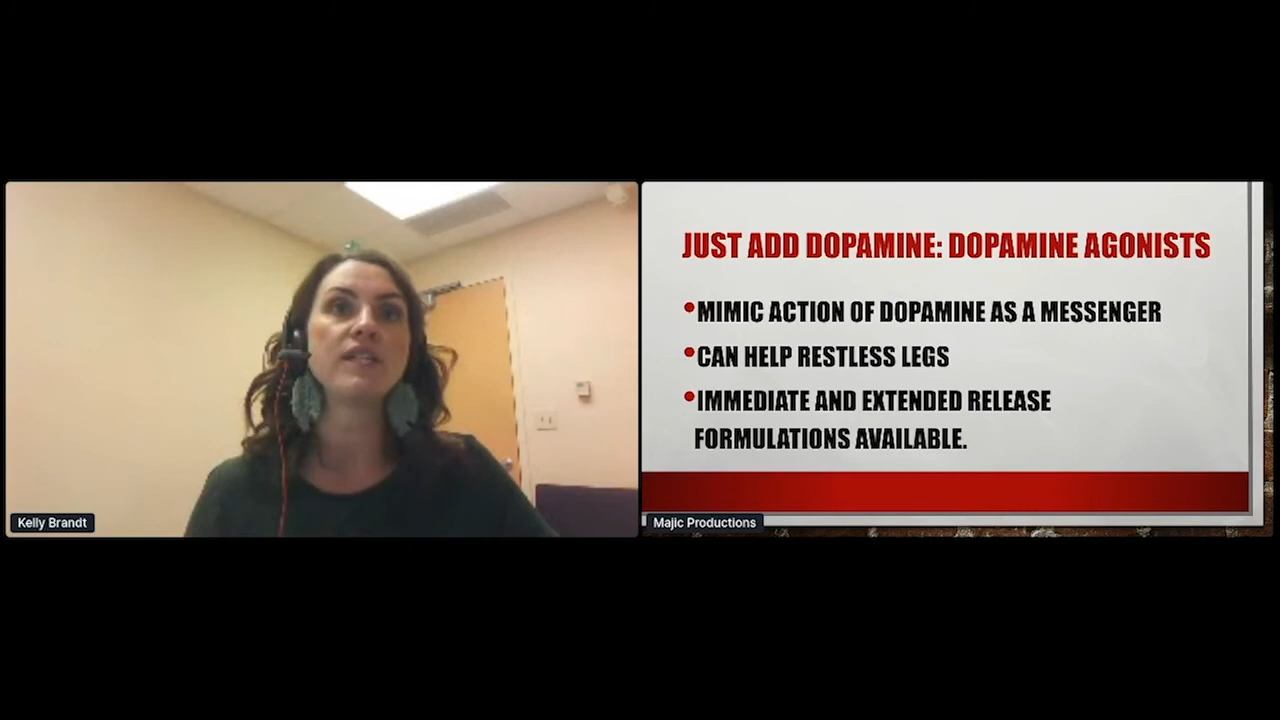 JUST ADD DOPAMINE: DOPAMINE AGONISTS
•MIMIC ACTION OF DOPAMINE AS A MESSENGER
•CAN HELP RESTLESS LEGS
•IMMEDIATE AND EXTENDED RELEASE
FORMULATIONS AVAILABLE.
Kelly Brandt
Majic Productions